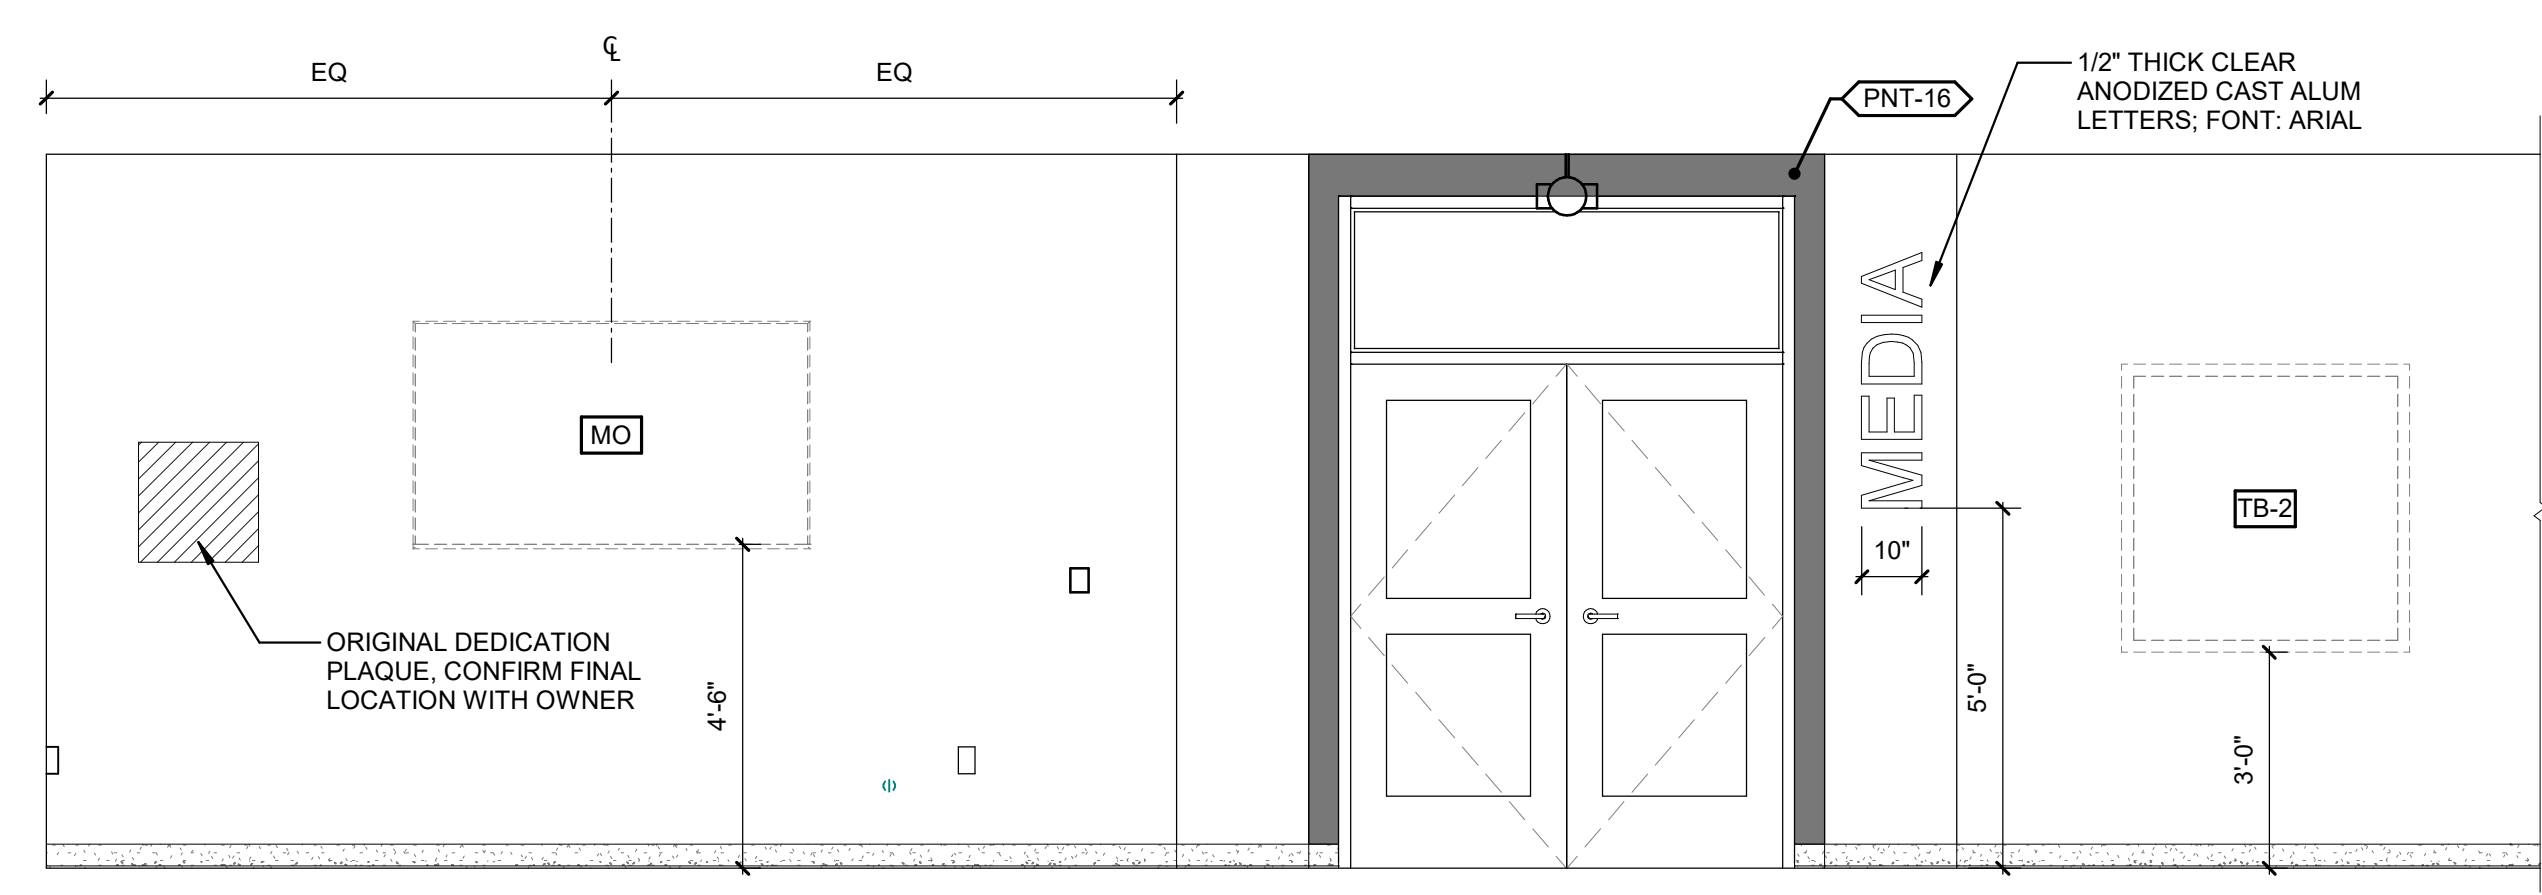 ℄
EQ
EQ
1/2" THICK CLEAR
ANODIZED CAST ALUM
LETTERS; FONT: ARIAL
PNT-16
MEDIA
MO
TB-2
10"
ORIGINAL DEDICATION
PLAQUE, CONFIRM FINAL
LOCATION WITH OWNER
4'-6"
5'-0"
3'-0"